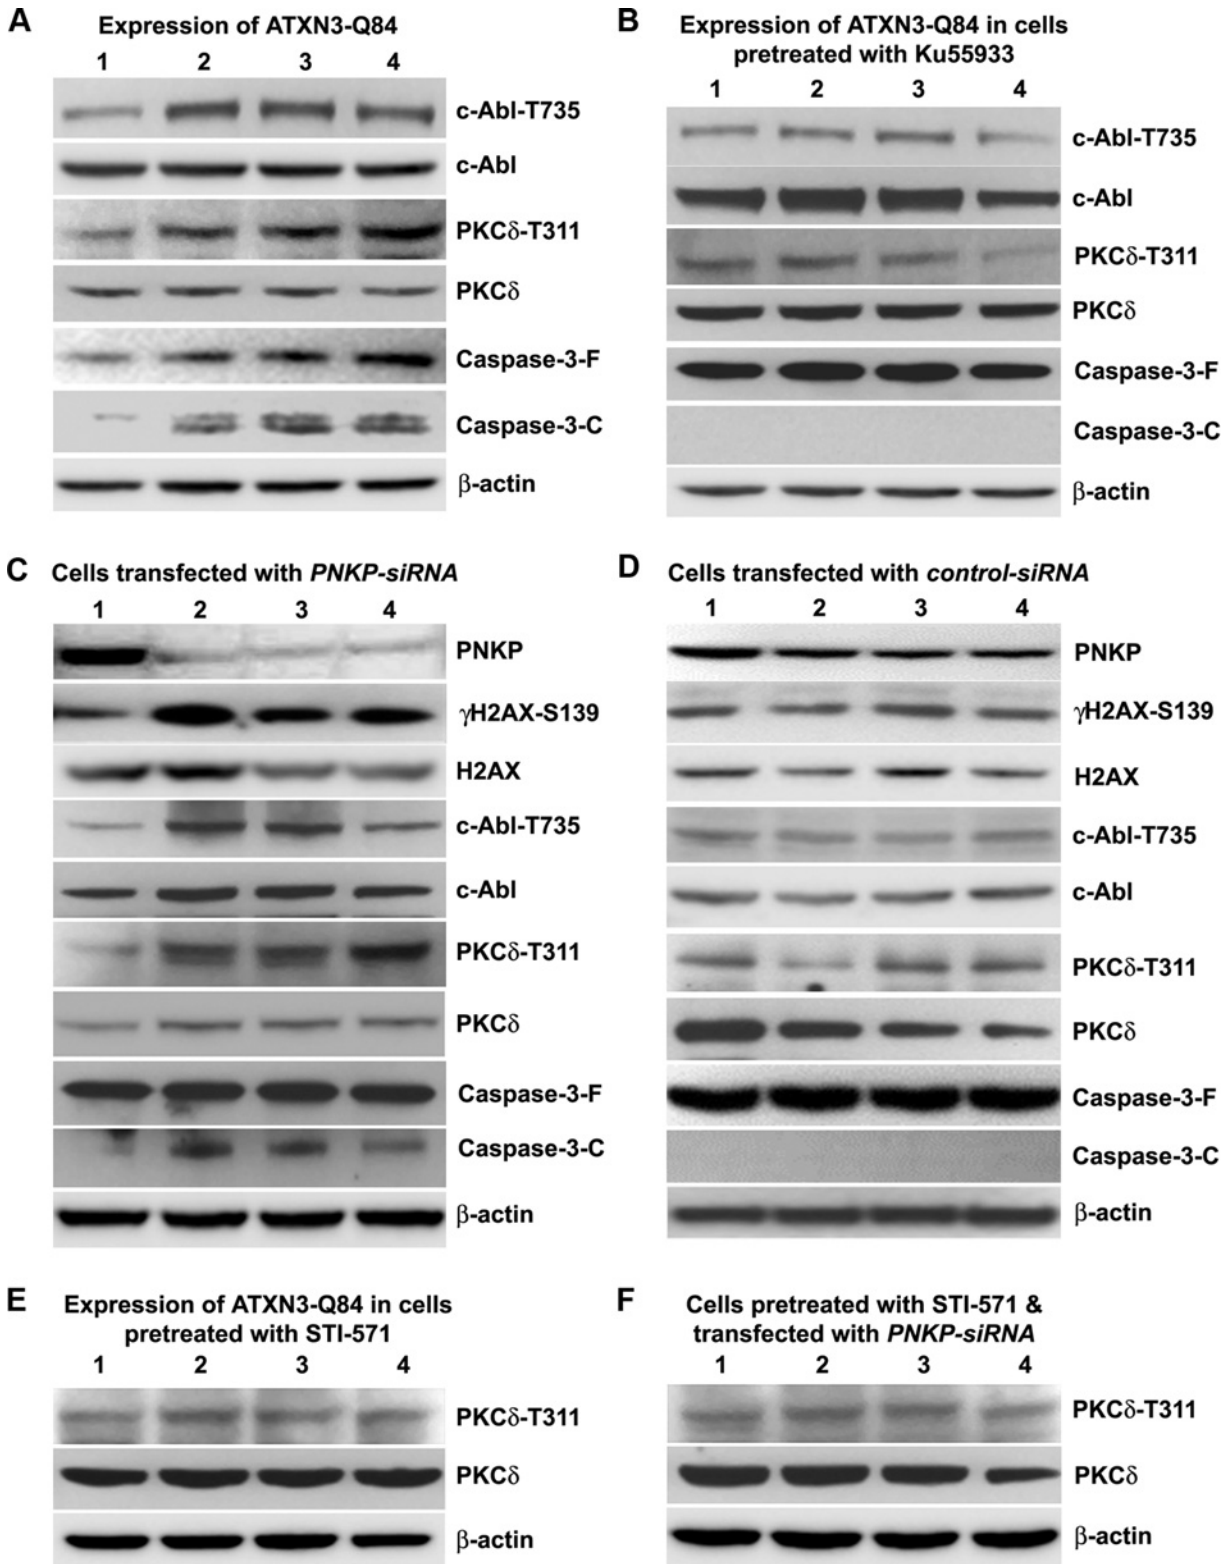 A
Expression of ATXN3-Q84
1 2 3 4
c-Abl-T735
c-Abl
PKCδ-T311
PKCδ
Caspase-3-F
Caspase-3-C
β-actin
B
Expression of ATXN3-Q84 in cells
pretreated with Ku55933
1 2 3 4
c-Abl-T735
c-Abl
PKCδ-T311
PKCδ
Caspase-3-F
Caspase-3-C
β-actin
C
Cells transfected with PNKP-siRNA
1 2 3 4
PNKP
γH2AX-S139
H2AX
c-Abl-T735
c-Abl
PKCδ-T311
PKCδ
Caspase-3-F
Caspase-3-C
β-actin
D
Cells transfected with control-siRNA
1 2 3 4
PNKP
γH2AX-S139
H2AX
c-Abl-T735
c-Abl
PKCδ-T311
PKCδ
Caspase-3-F
Caspase-3-C
β-actin
E
Expression of ATXN3-Q84 in cells
pretreated with STI-571
1 2 3 4
PKCδ-T311
PKCδ
β-actin
F
Cells pretreated with STI-571 &
transfected with PNKP-siRNA
1 2 3 4
PKCδ-T311
PKCδ
β-actin